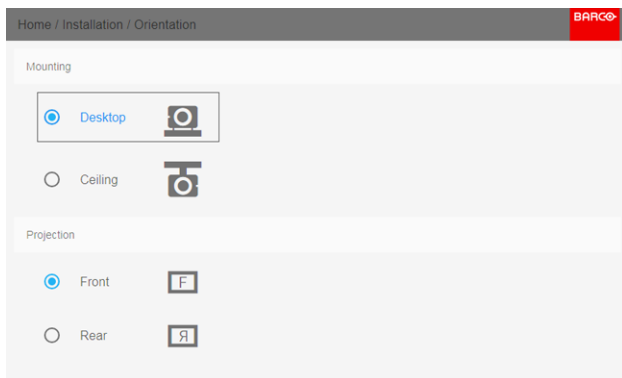 Home / Installation / Orientation
BARCO
Mounting
Desktop
Ceiling
Projection
Front
F
Rear
Я